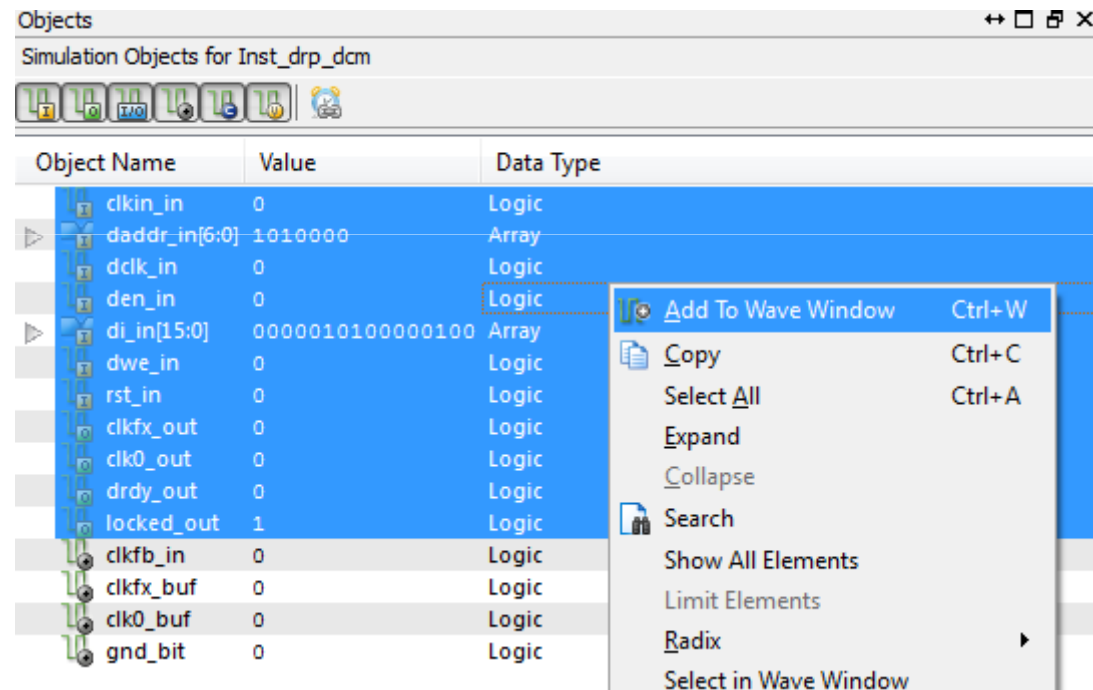 Objects
Simulation Objects for Inst_drp_dcm
I O I/O C V
Object Name Value Data Type
clkin_in 0 Logic
daddr_in[6:0] 1010000 Array
dclk_in 0 Logic
den_in 0 Logic
di_in[15:0] 0000010100000100 Array
dwe_in 0 Logic
rst_in 0 Logic
clkfx_out 0 Logic
clk0_out 0 Logic
drdy_out 0 Logic
locked_out 1 Logic
clkfb_in 0 Logic
clkfx_buf 0 Logic
clk0_buf 0 Logic
gnd_bit 0 Logic
Add To Wave Window Ctrl+W
Copy Ctrl+C
Select All Ctrl+A
Expand
Collapse
Search
Show All Elements
Limit Elements
Radix
Select in Wave Window